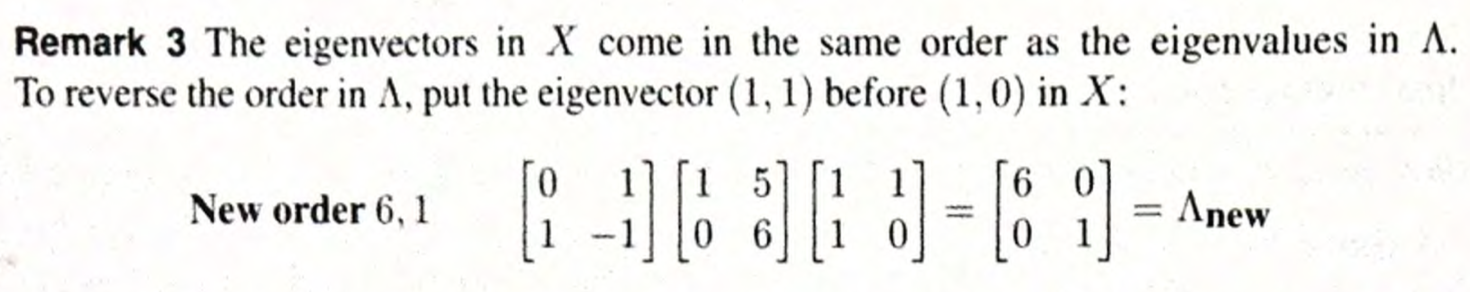 Remark 3 The eigenvectors in X come in the same order as the eigenvalues in Λ.
To reverse the order in Λ, put the eigenvector (1, 1) before (1, 0) in X:
New order 6, 1 [0 1; 1 −1] [1 5; 0 6] [1 1; 1 0] = [6 0; 0 1] = Λnew